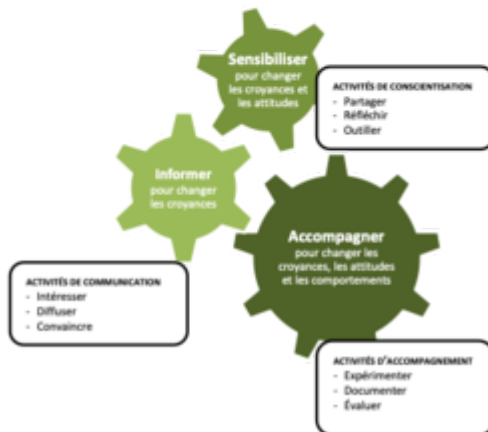 Sensibiliser
pour changer
les croyances et
les attitudes
ACTIVITÉS DE CONSCIENTISATION
- Partager
- Réfléchir
- Outiller
Informer
pour changer
les croyances
ACTIVITÉS DE COMMUNICATION
- Intéresser
- Diffuser
- Convaincre
Accompagner
pour changer les
croyances, les attitudes
et les comportements
ACTIVITÉS D'ACCOMPAGNEMENT
- Expérimenter
- Documenter
- Évaluer